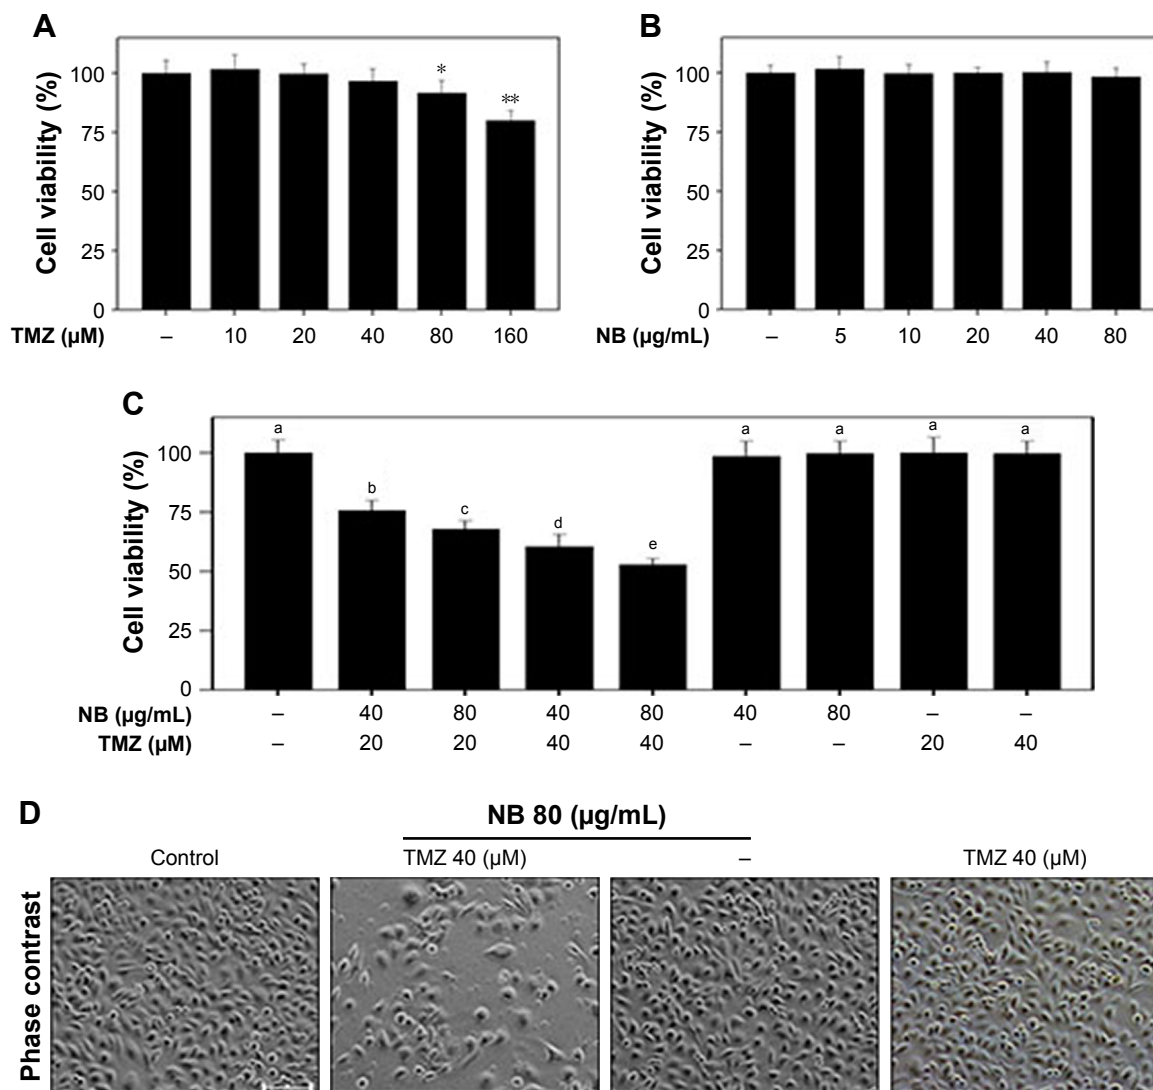 A
Cell viability (%)
100
75
50
25
0
* **
TMZ (µM) – 10 20 40 80 160
B
Cell viability (%)
100
75
50
25
0
NB (µg/mL) – 5 10 20 40 80
C
Cell viability (%)
100
75
50
25
0
a b c d e a a a a
NB (µg/mL) – 40 80 40 80 40 80 – –
TMZ (µM) – 20 20 40 40 – – 20 40
D
NB 80 (µg/mL)
Control TMZ 40 (µM) – TMZ 40 (µM)
Phase contrast